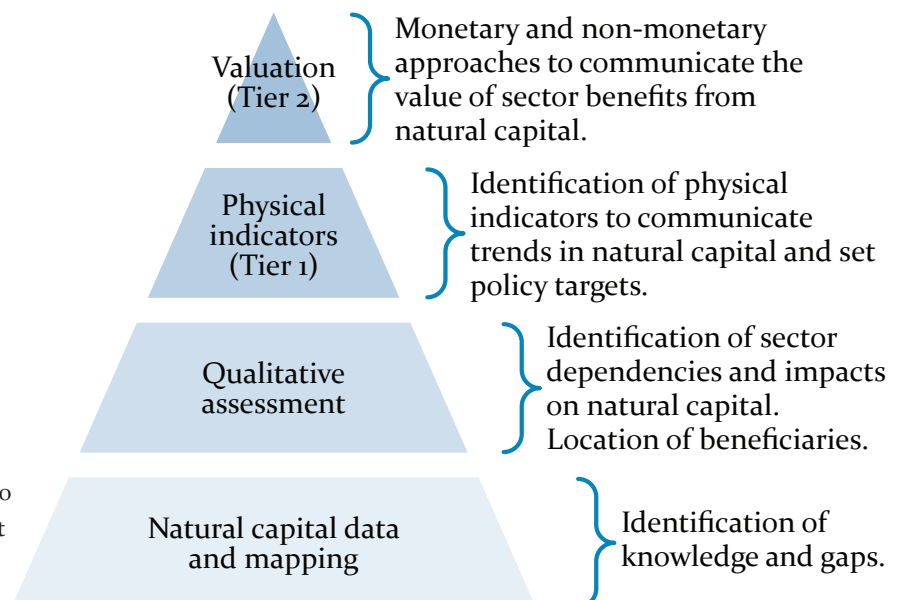 Valuation
(Tier 2)
Monetary and non-monetary
approaches to communicate the
value of sector benefits from
natural capital.
Physical
indicators
(Tier 1)
Identification of physical
indicators to communicate
trends in natural capital and set
policy targets.
Qualitative
assessment
Identification of sector
dependencies and impacts
on natural capital.
Location of beneficiaries.
Natural capital data
and mapping
Identification of
knowledge and gaps.